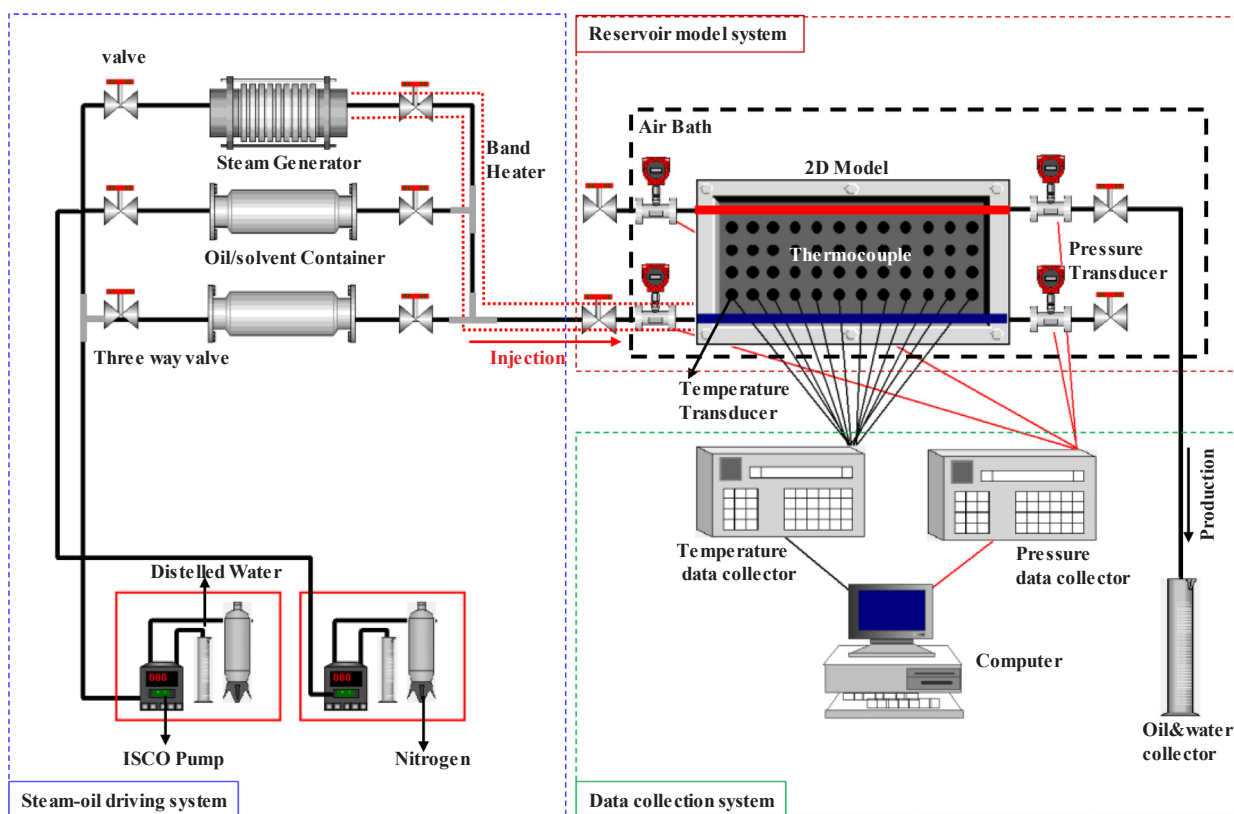 valve
Steam Generator
Band
Heater
Oil/solvent Container
Three way valve
Injection
Distelled Water
000
000
ISCO Pump
Nitrogen
Steam-oil driving system
Reservoir model system
Air Bath
2D Model
Thermocouple
Pressure
Transducer
Temperature
Transducer
Temperature
data collector
Pressure
data collector
Production
Computer
Oil&water
collector
Data collection system